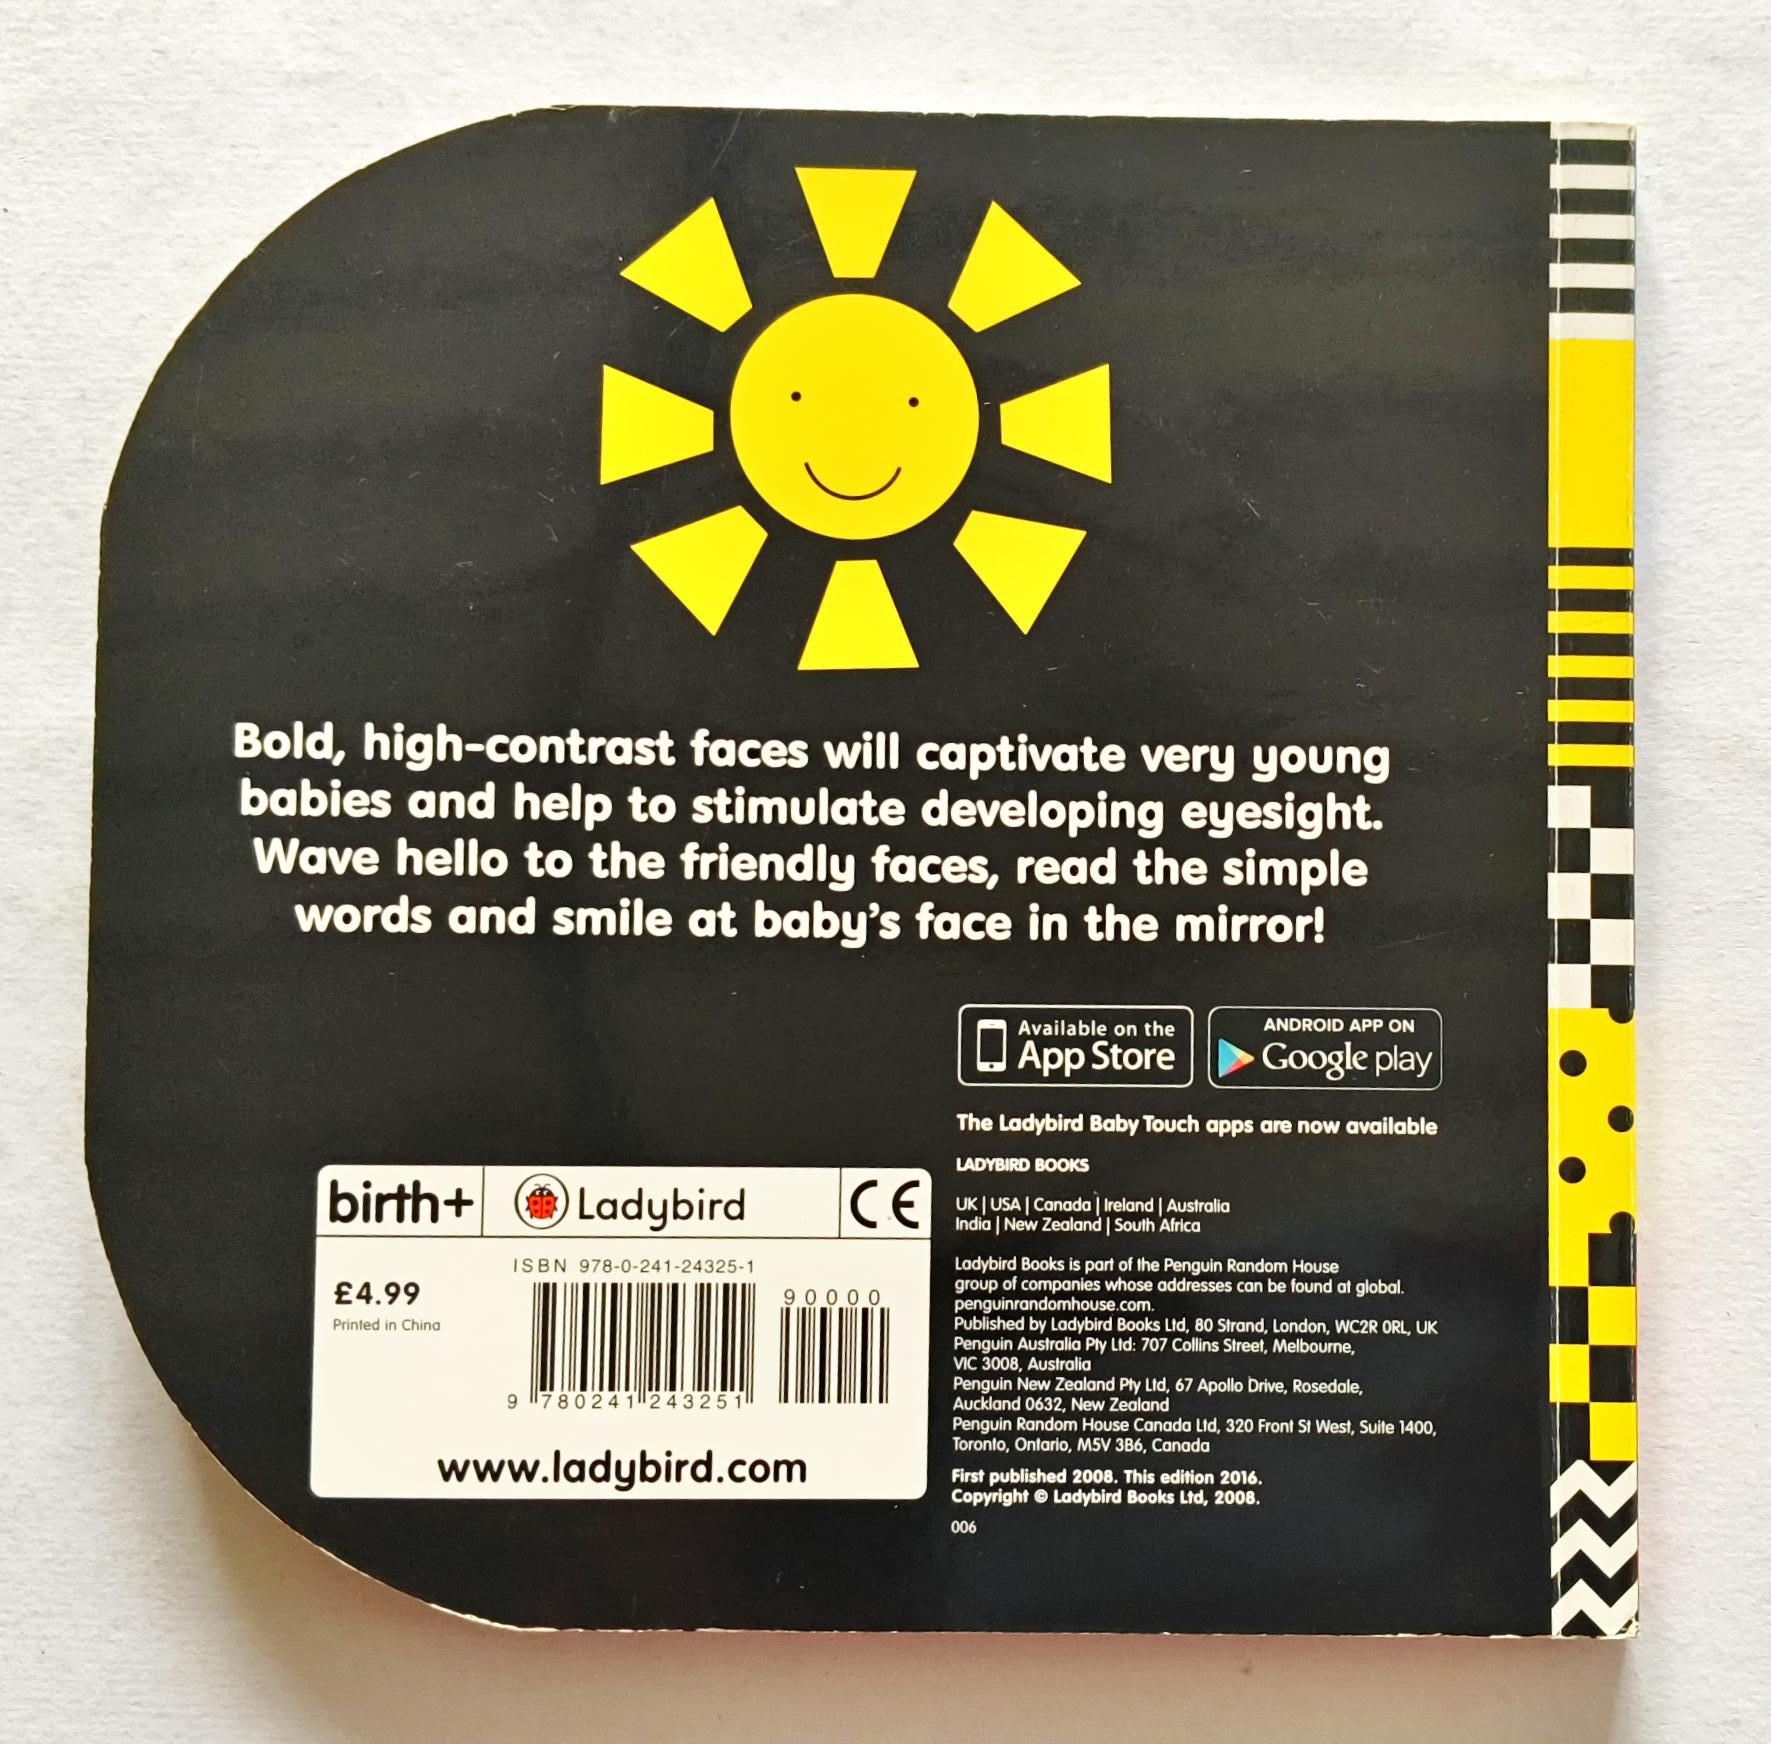 Bold, high-contrast faces will captivate very young
babies and help to stimulate developing eyesight.
Wave hello to the friendly faces, read the simple
words and smile at baby's face in the mirror!
Available on the
App Store
ANDROID APP ON
Google play
The Ladybird Baby Touch apps are now available
LADYBIRD BOOKS
UK | USA | Canada | Ireland | Australia
India | New Zealand | South Africa
Ladybird Books is part of the Penguin Random House
group of companies whose addresses can be found at global.
penguinrandomhouse.com.
Published by Ladybird Books Ltd, 80 Strand, London, WC2R 0RL, UK
Penguin Australia Pty Ltd: 707 Collins Street, Melbourne,
VIC 3008, Australia
Penguin New Zealand Pty Ltd, 67 Apollo Drive, Rosedale,
Auckland 0632, New Zealand
Penguin Random House Canada Ltd, 320 Front St West, Suite 1400,
Toronto, Ontario, M5V 3B6, Canada
First published 2008. This edition 2016.
Copyright © Ladybird Books Ltd, 2008.
006
birth+
Ladybird
CE
ISBN 978-0-241-24325-1
90000
£4.99
Printed in China
9 780241 243251
www.ladybird.com